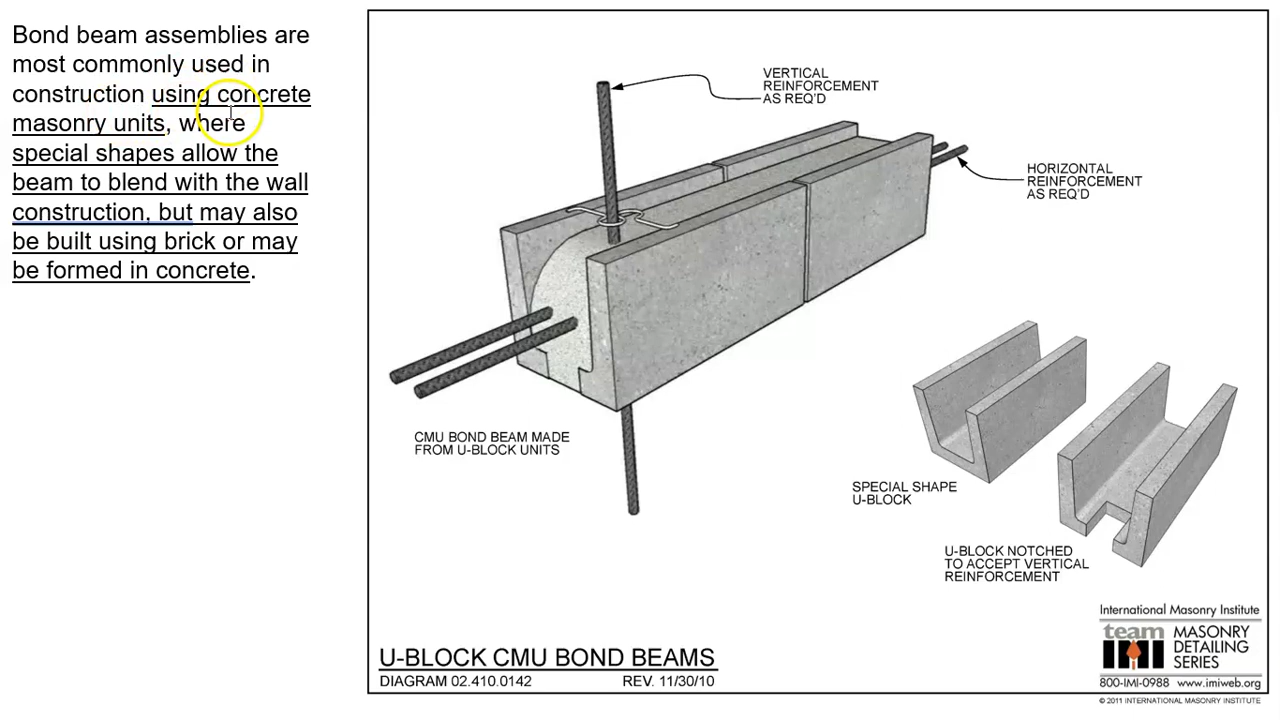 Bond beam assemblies are
most commonly used in
construction using concrete
masonry units, where
special shapes allow the
beam to blend with the wall
construction, but may also
be built using brick or may
be formed in concrete.
VERTICAL
REINFORCEMENT
AS REQ'D
HORIZONTAL
REINFORCEMENT
AS REQ'D
CMU BOND BEAM MADE
FROM U-BLOCK UNITS
SPECIAL SHAPE
U-BLOCK
U-BLOCK NOTCHED
TO ACCEPT VERTICAL
REINFORCEMENT
U-BLOCK CMU BOND BEAMS
DIAGRAM 02.410.0142 REV. 11/30/10
International Masonry Institute
team
IMI
MASONRY
DETAILING
SERIES
800-IMI-0988 www.imiweb.org
© 2011 INTERNATIONAL MASONRY INSTITUTE